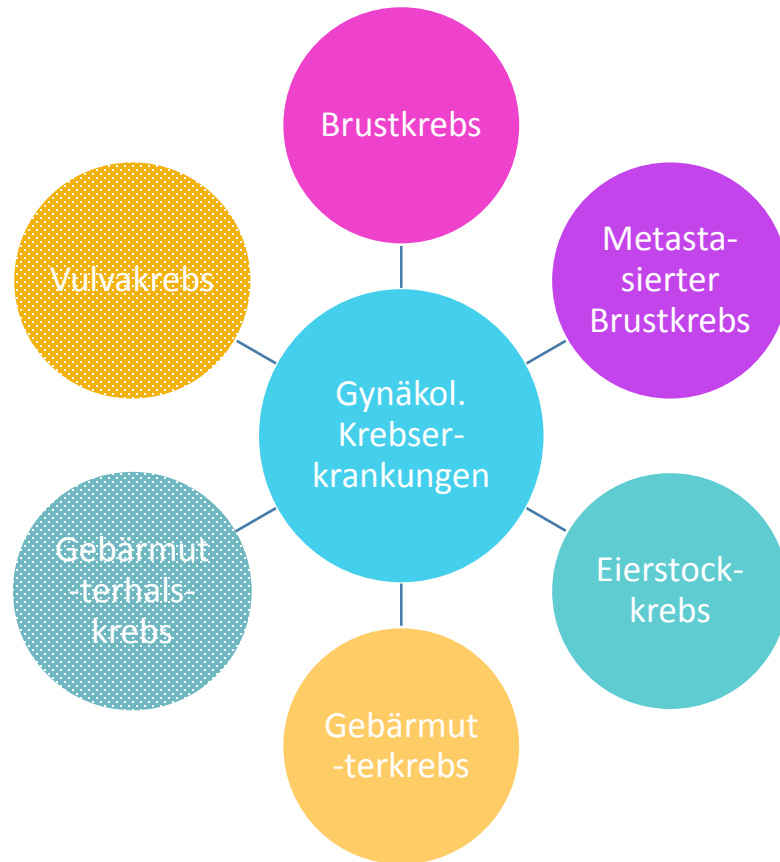 Brustkrebs
Metasta-
sierter
Brustkrebs
Vulvakrebs
Gynäkol.
Krebser-
krankungen
Gebärmut
-terhals-
krebs
Eierstock-
krebs
Gebärmut
-terkrebs